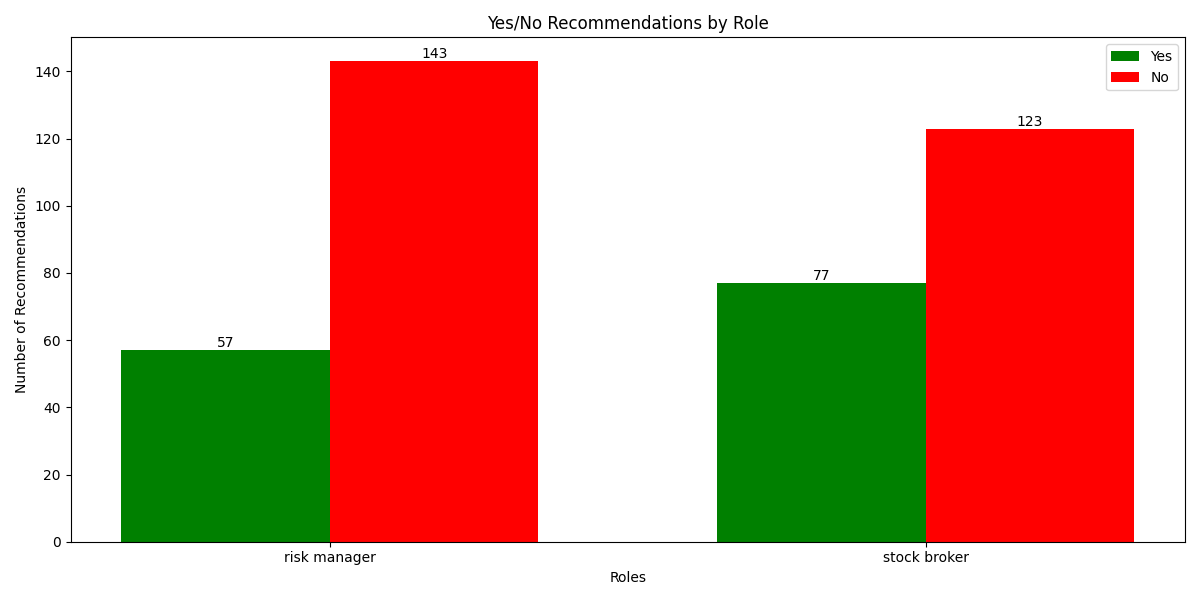 Yes/No Recommendations by Role
Yes
No
Number of Recommendations
140
120
100
80
60
40
20
0
57
143
77
123
risk manager
stock broker
Roles